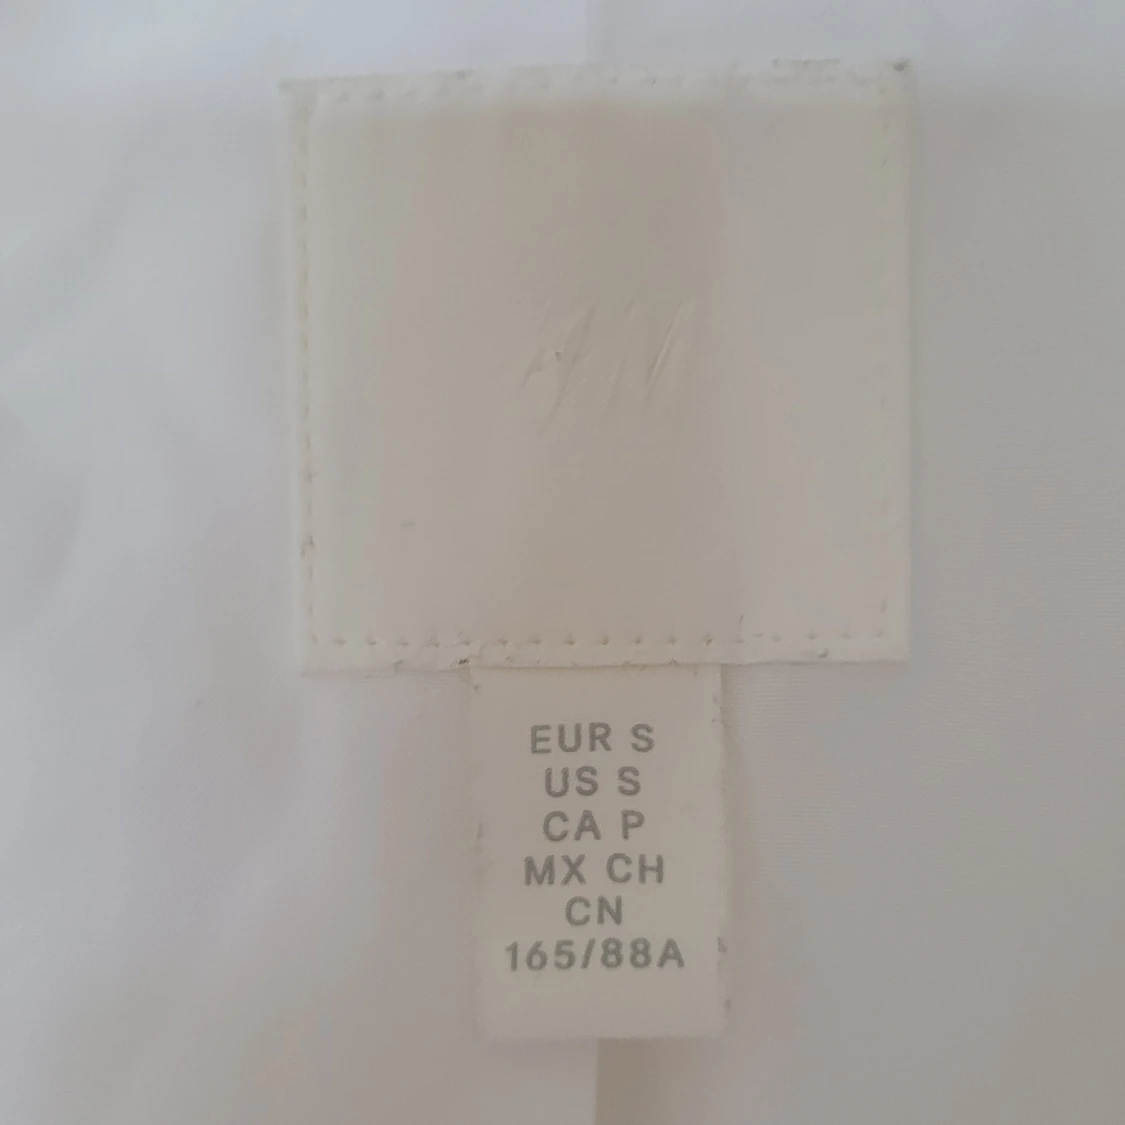 EUR S
US S
CA P
MX CH
CN
165/88A